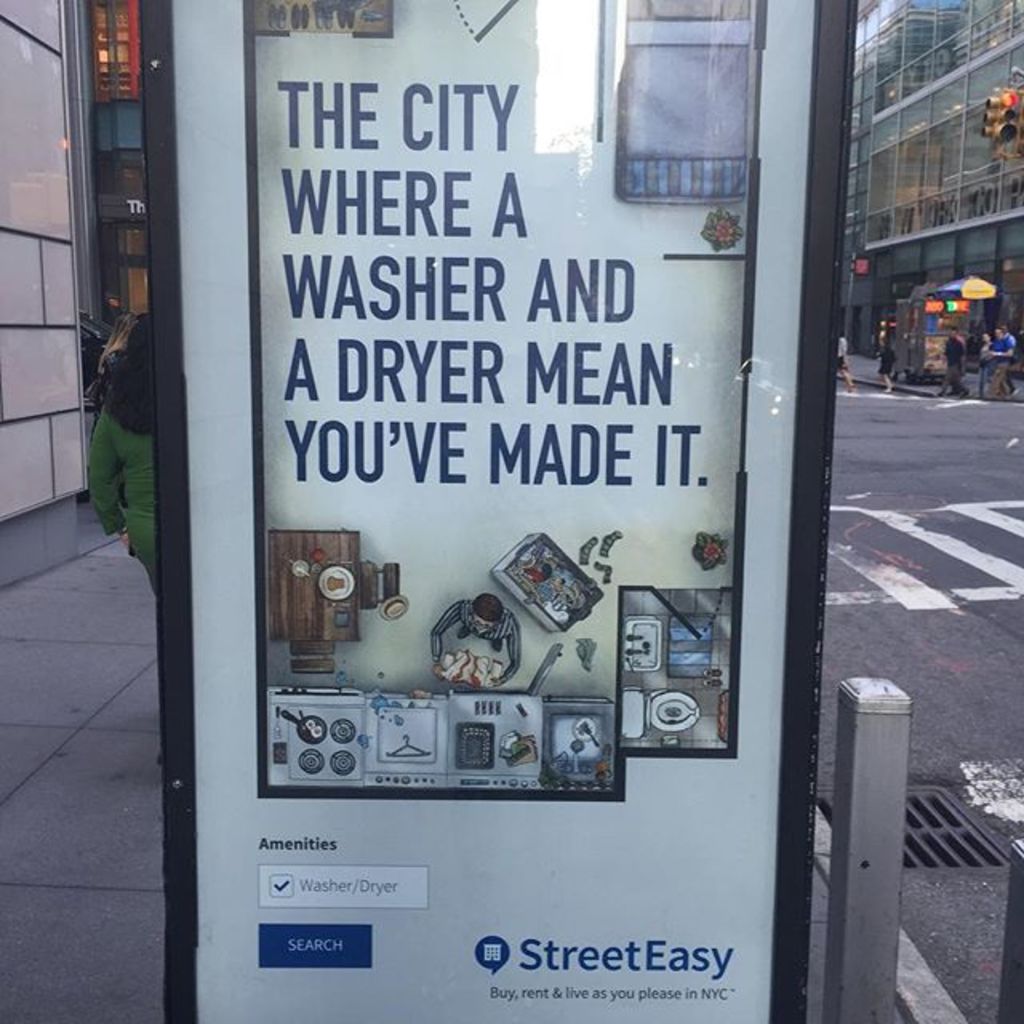 THE CITY
WHERE A
WASHER AND
A DRYER MEAN
YOU'VE MADE IT.
Amenities
Washer/Dryer
SEARCH
StreetEasy
Buy, rent & live as you please in NYC™
Th